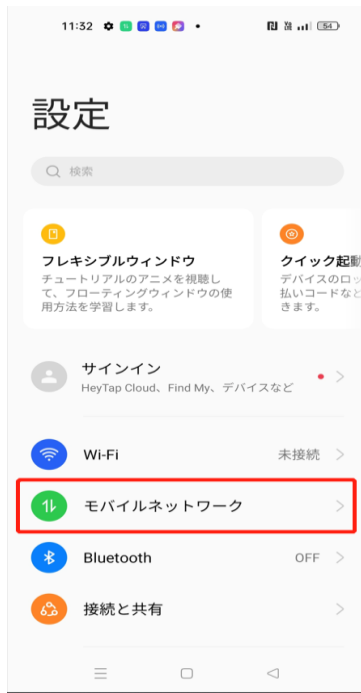 11:32
54
設定
検索
フレキシブルウィンドウ
チュートリアルのアニメを視聴し
て、フローティングウィンドウの使
用方法を学習します。
クイック起動
デバイスのロッ
払いコードなど
きます。
サインイン
HeyTap Cloud、Find My、デバイスなど
Wi-Fi
未接続
モバイルネットワーク
Bluetooth
OFF
接続と共有